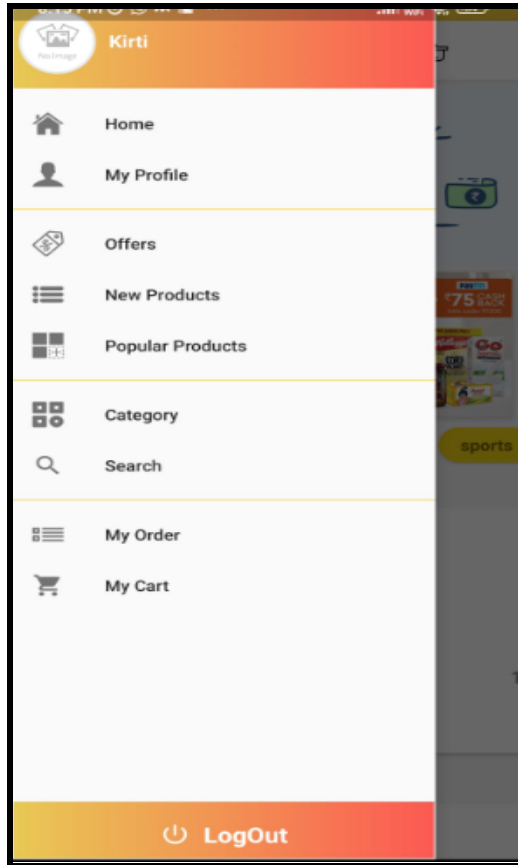 No Image
Kirti
Home
My Profile
Offers
New Products
Popular Products
Category
Search
My Order
My Cart
LogOut
PAYTM
₹75 CASH
BACK
sports